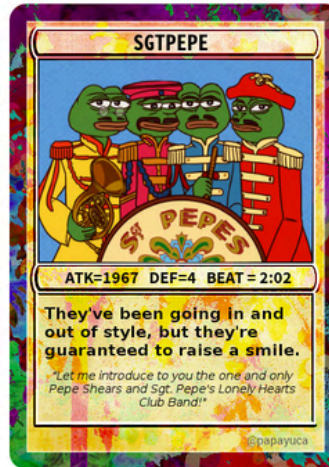 SGTPEPE
Sgt PEPES
ATK=1967 DEF=4 BEAT = 2:02
They've been going in and
out of style, but they're
guaranteed to raise a smile.
"Let me introduce to you the one and only
Pepe Shears and Sgt. Pepe's Lonely Hearts
Club Band!"
@papayuca